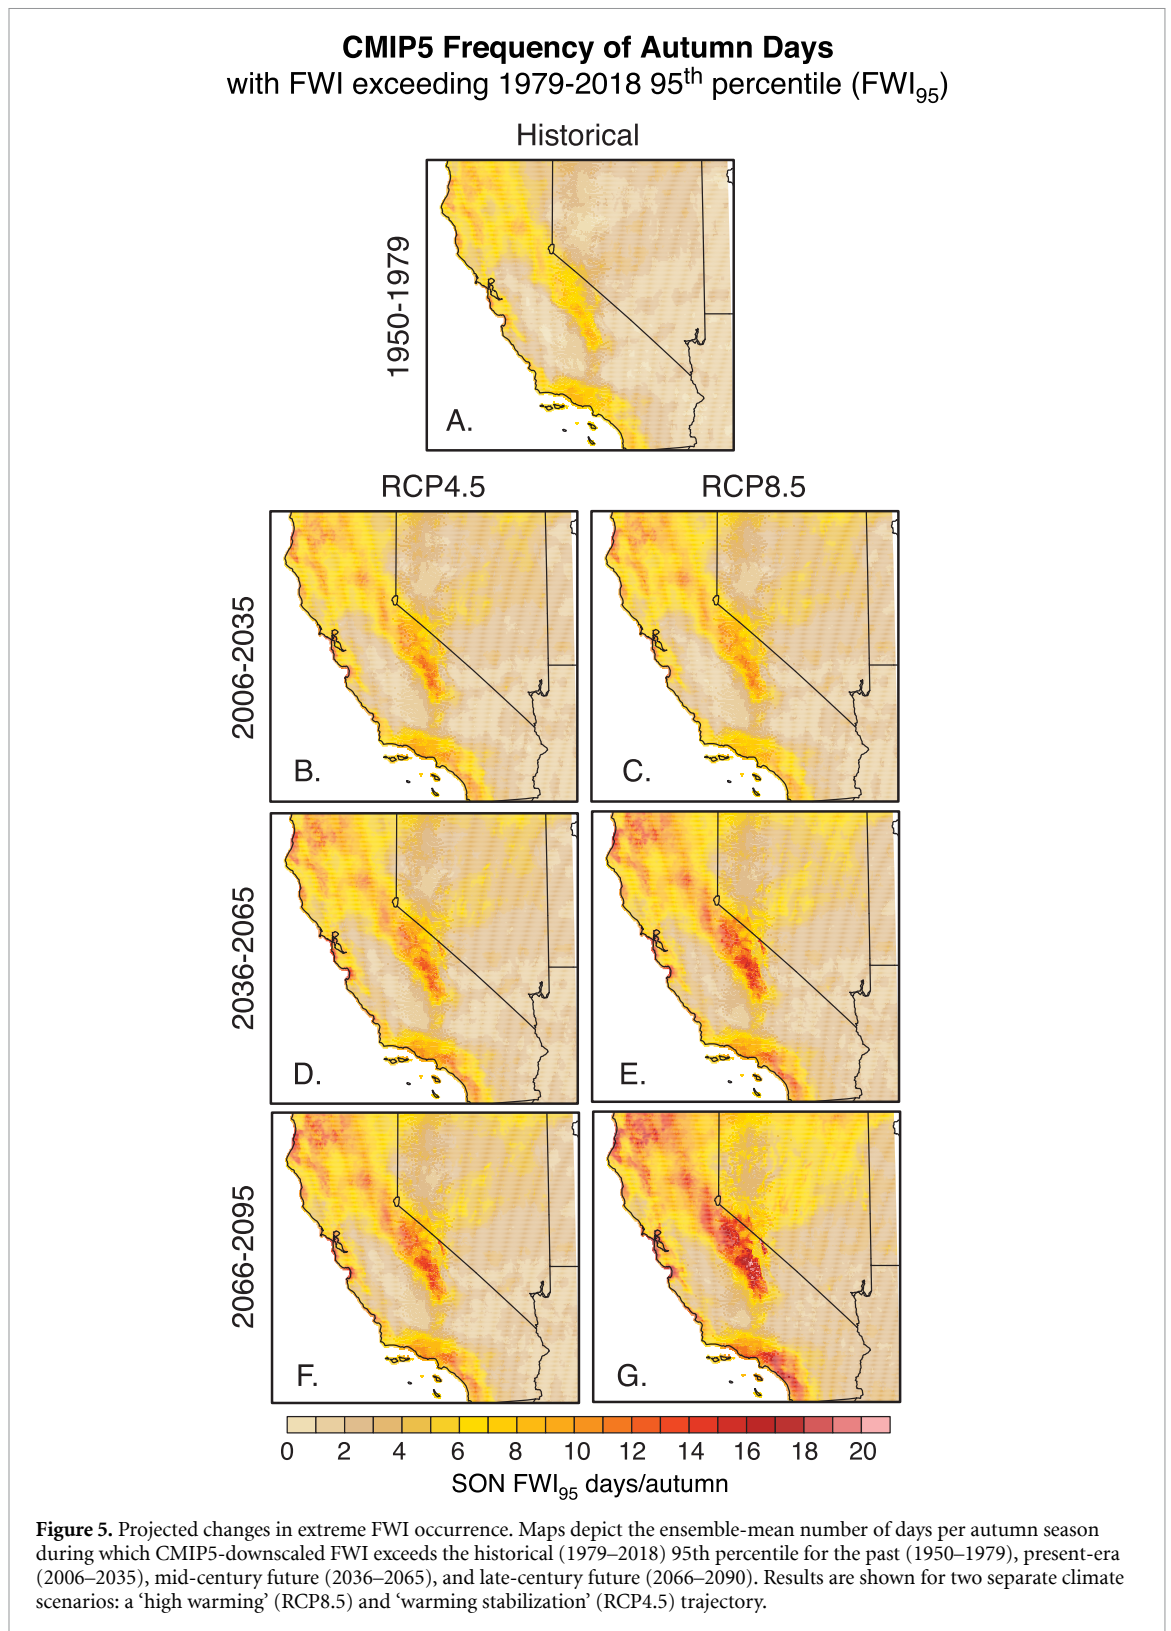 CMIP5 Frequency of Autumn Days
with FWI exceeding 1979-2018 95th percentile (FWI95)
Historical
1950-1979
A.
RCP4.5
RCP8.5
2006-2035
B.
C.
2036-2065
D.
E.
2066-2095
F.
G.
0 2 4 6 8 10 12 14 16 18 20
SON FWI95 days/autumn
Figure 5. Projected changes in extreme FWI occurrence. Maps depict the ensemble-mean number of days per autumn season
during which CMIP5-downscaled FWI exceeds the historical (1979–2018) 95th percentile for the past (1950–1979), present-era
(2006–2035), mid-century future (2036–2065), and late-century future (2066–2090). Results are shown for two separate climate
scenarios: a ‘high warming’ (RCP8.5) and ‘warming stabilization’ (RCP4.5) trajectory.